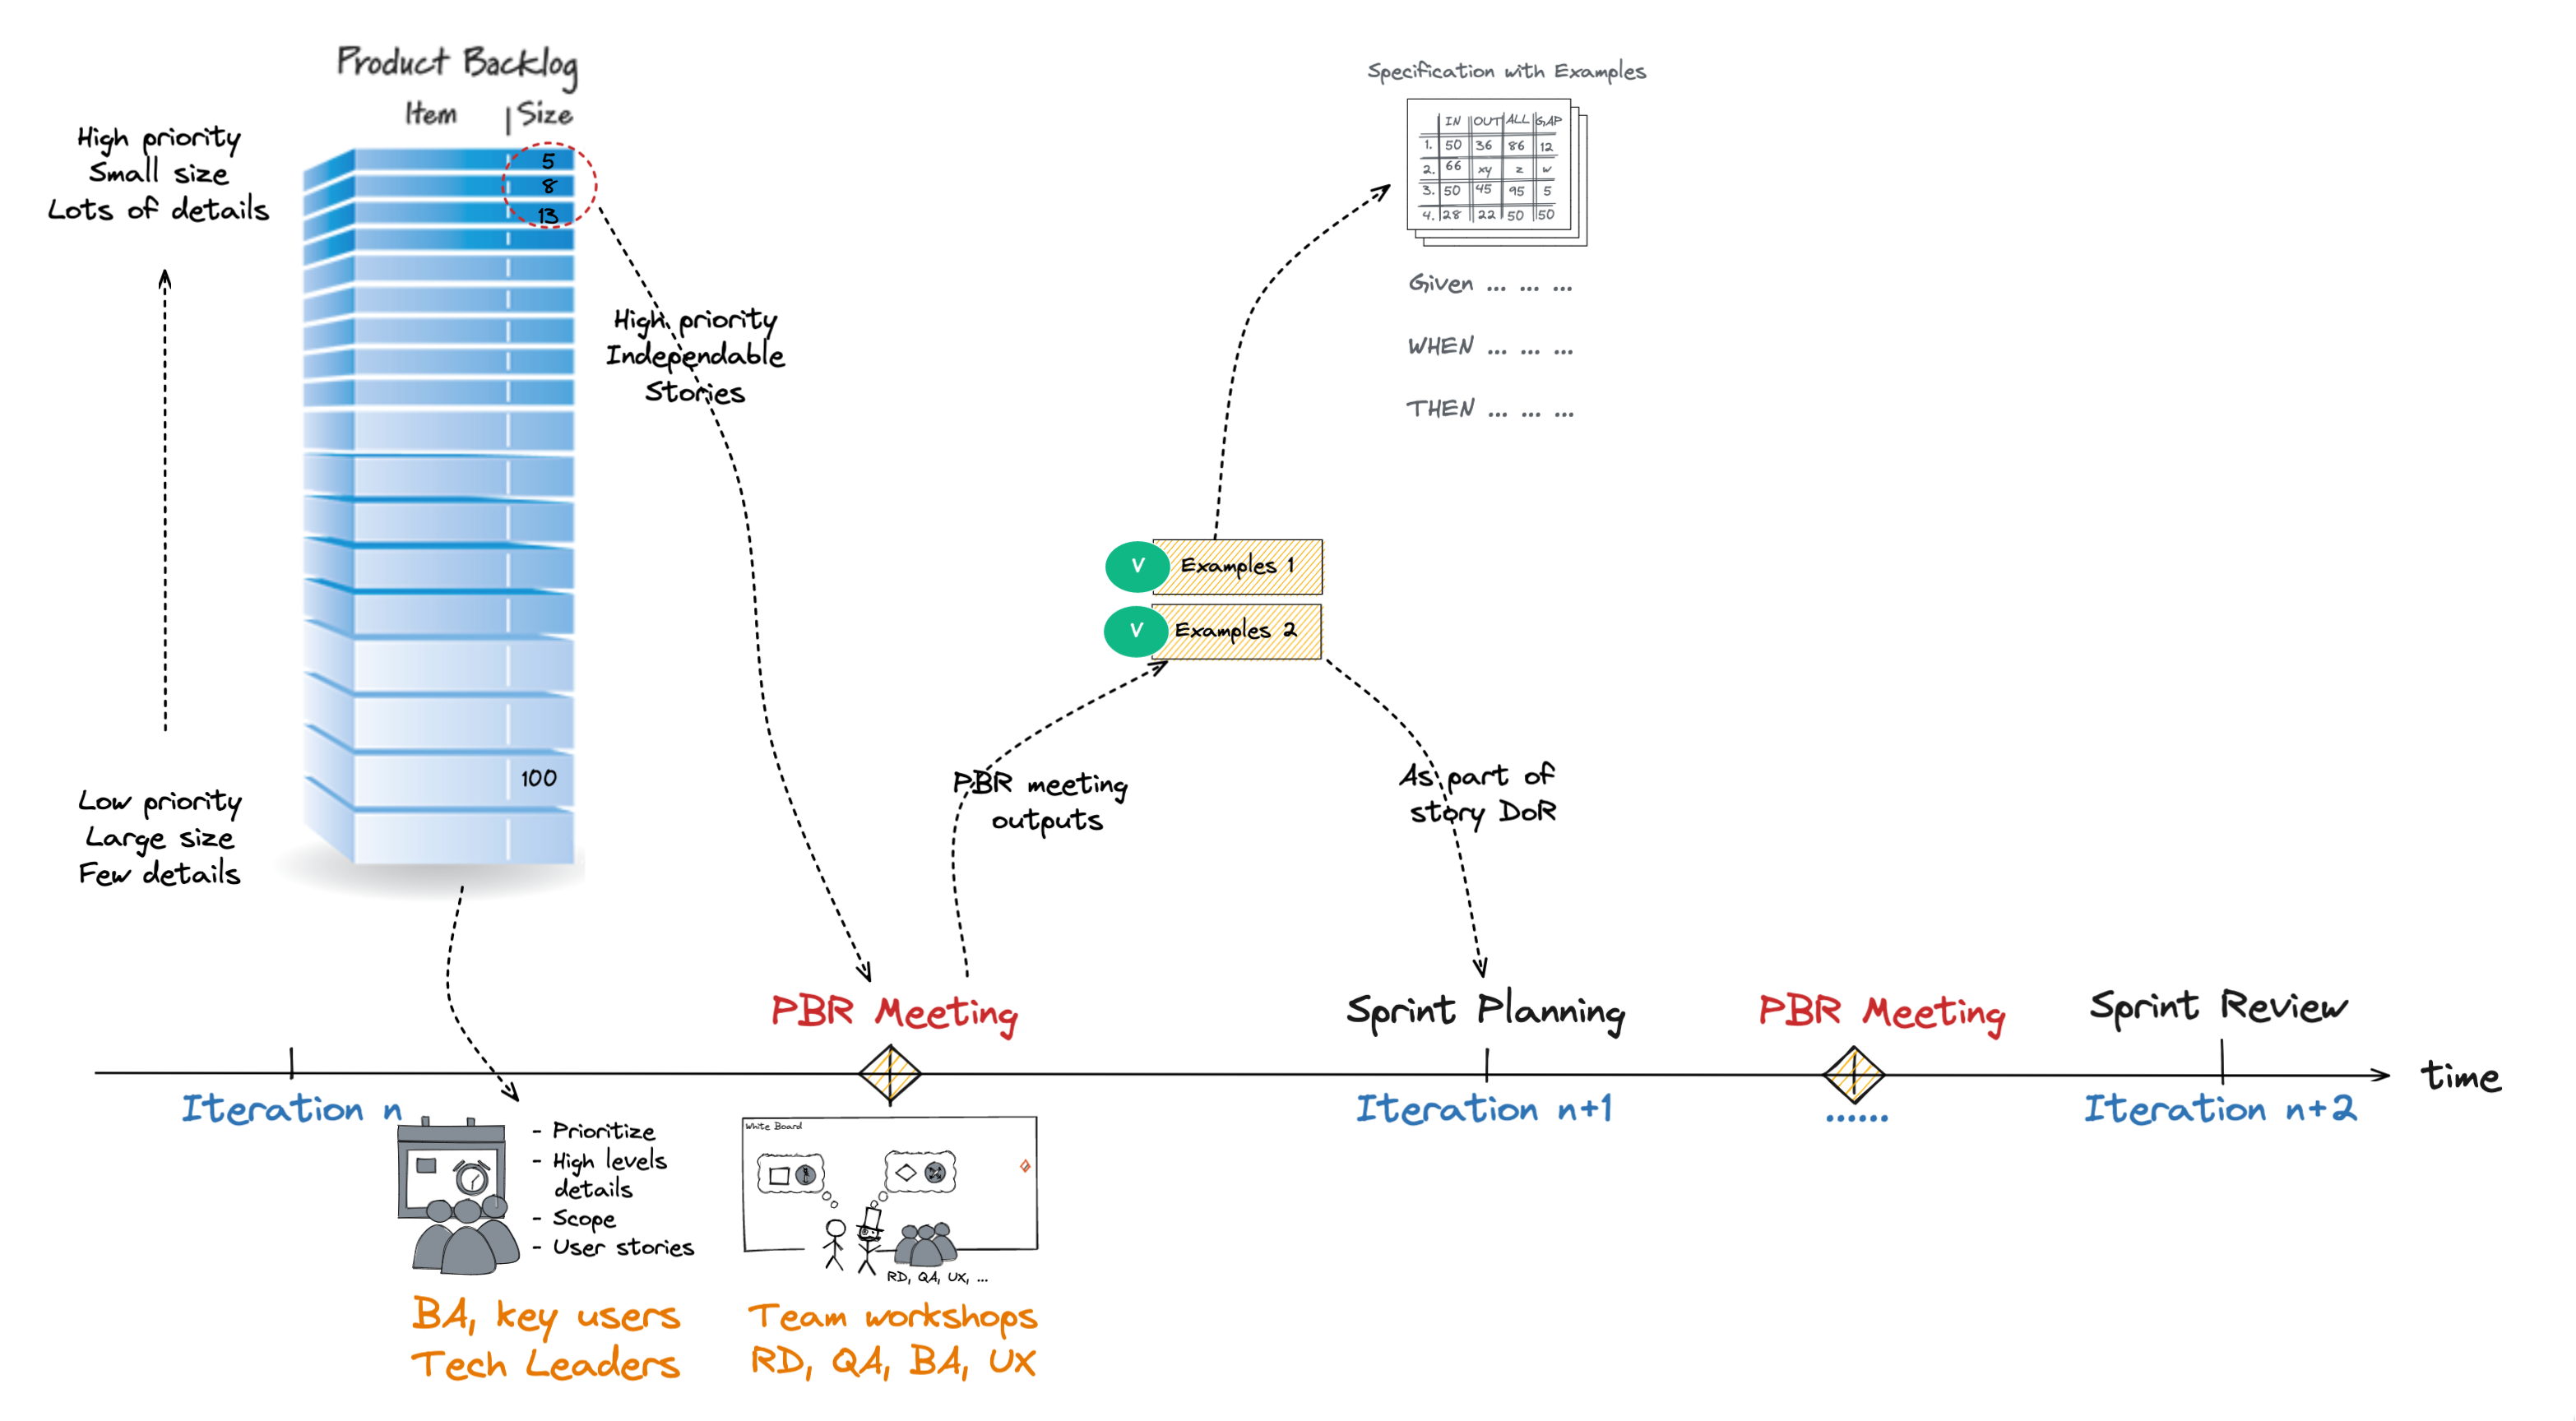 Product Backlog
Item | Size
High priority
Small size
Lots of details
5
8
13
100
Low priority
Large size
Few details
High priority
Independable
Stories
Specification with Examples
IN OUT ALL GAP
1. 50 36 86 12
2. 66 xy z w
3. 50 45 95 5
4. 28 22 50 50
Given ... ... ...
WHEN ... ... ...
THEN ... ... ...
V Examples 1
V Examples 2
PBR meeting
outputs
As part of
story DoR
PBR Meeting
Sprint Planning
PBR Meeting
Sprint Review
time
Iteration n
Iteration n+1
......
Iteration n+2
- Prioritize
- High levels
details
- Scope
- User stories
White Board
RD, QA, UX, ...
BA, key users
Tech Leaders
Team workshops
RD, QA, BA, UX